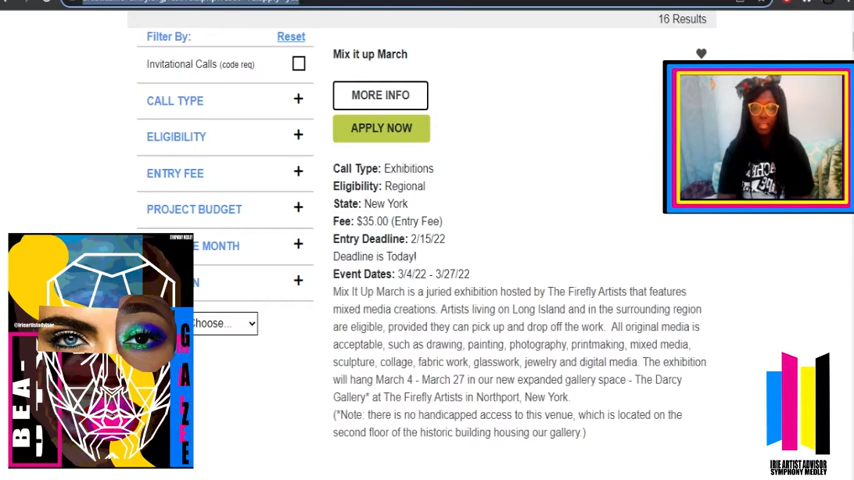 16 Results
Filter By:
Reset
Invitational Calls (code req)
CALL TYPE +
ELIGIBILITY +
ENTRY FEE +
PROJECT BUDGET +
E MONTH +
N +
hoose...
Mix it up March
MORE INFO
APPLY NOW
Call Type: Exhibitions
Eligibility: Regional
State: New York
Fee: $35.00 (Entry Fee)
Entry Deadline: 2/15/22
Deadline is Today!
Event Dates: 3/4/22 - 3/27/22
Mix It Up March is a juried exhibition hosted by The Firefly Artists that features
mixed media creations. Artists living on Long Island and in the surrounding region
are eligible, provided they can pick up and drop off the work. All original media is
acceptable, such as drawing, painting, photography, printmaking, mixed media,
sculpture, collage, fabric work, glasswork, jewelry and digital media. The exhibition
will hang March 4 - March 27 in our new expanded gallery space - The Darcy
Gallery* at The Firefly Artists in Northport, New York.
(*Note: there is no handicapped access to this venue, which is located on the
second floor of the historic building housing our gallery.)
SYMPHONY MEDLEY
BEA-
GAZE
IRIE ARTIST ADVISOR
SYMPHONY MEDLEY